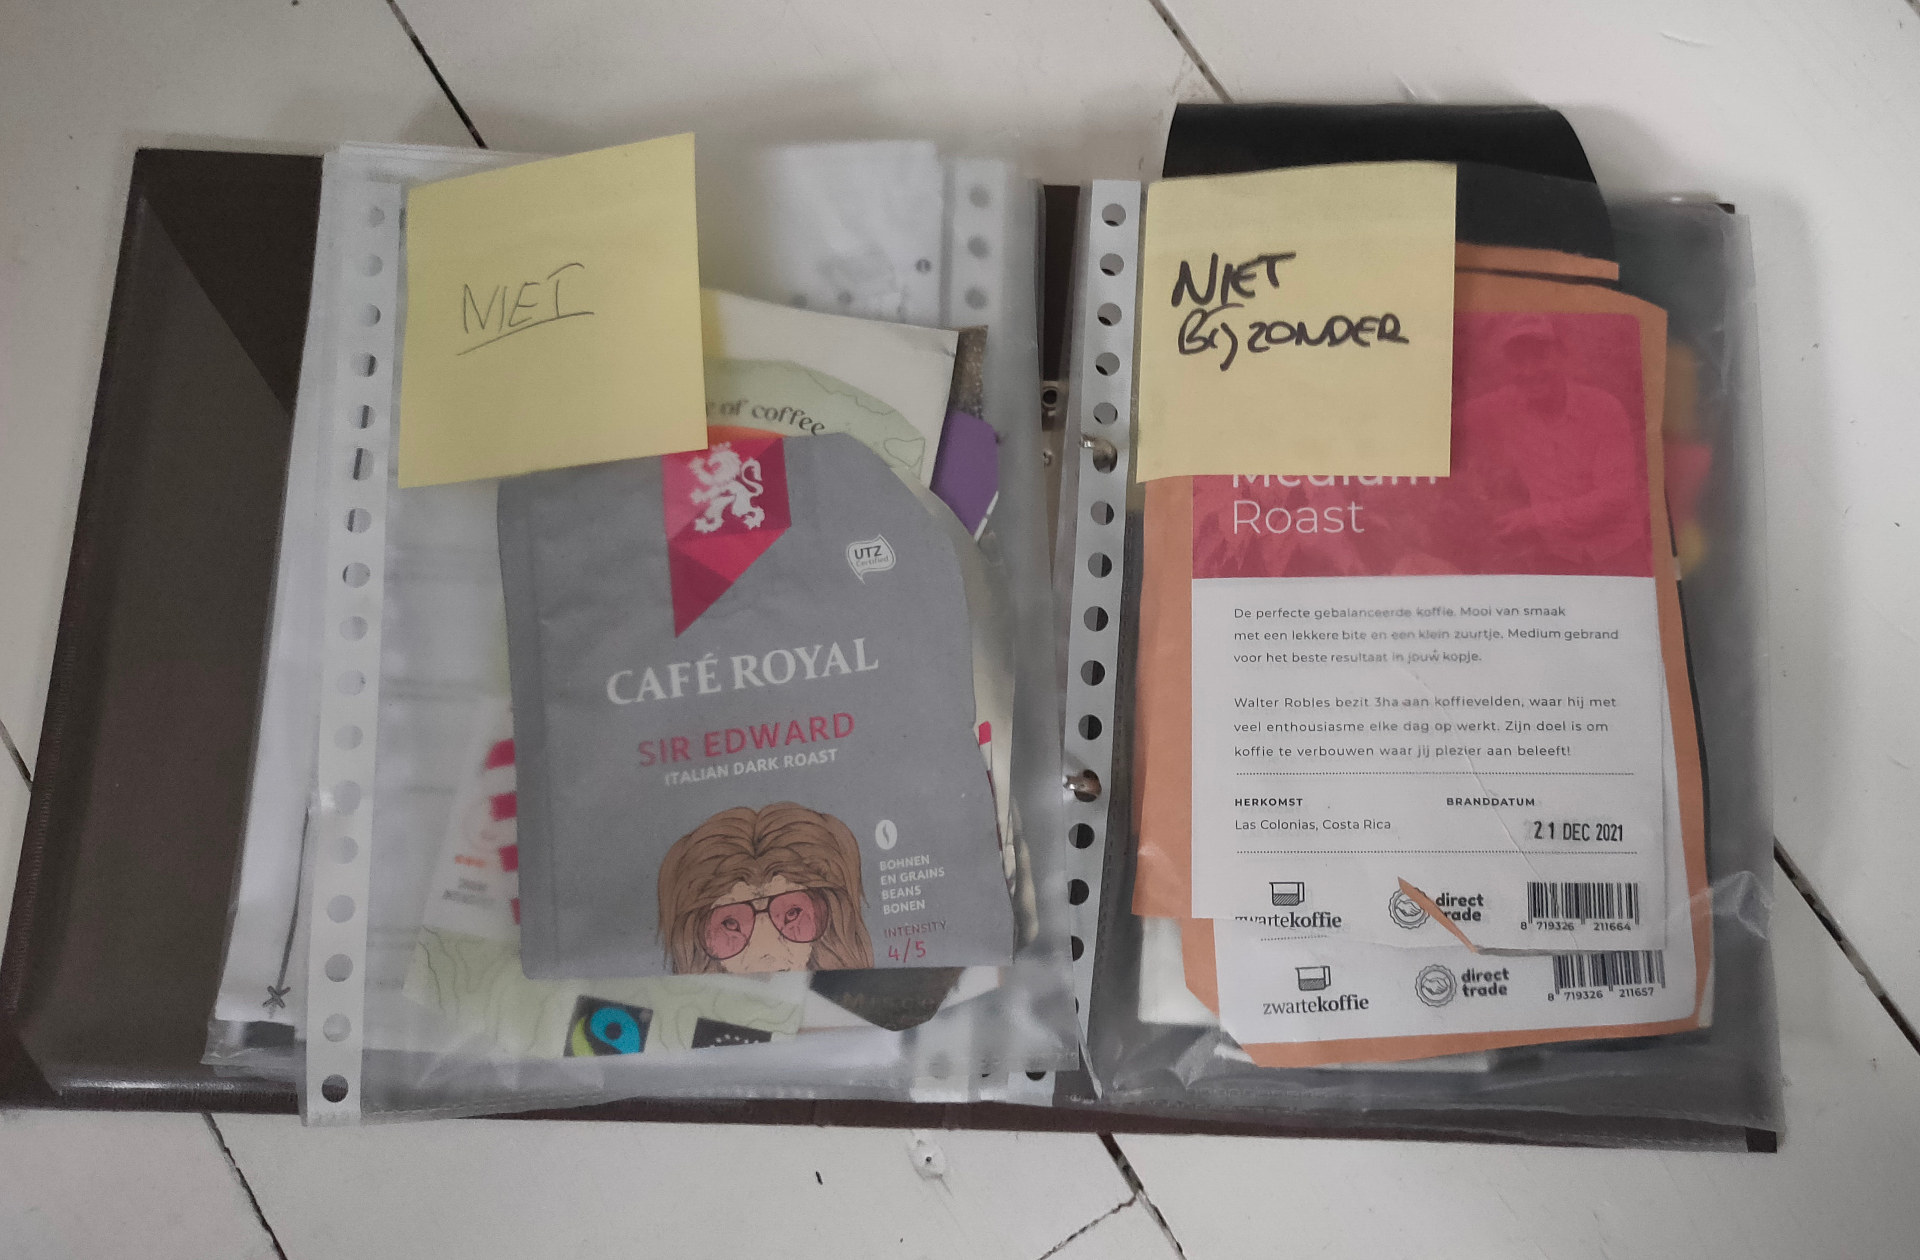 NIET
of coffee
CAFÉ ROYAL
SIR EDWARD
ITALIAN DARK ROAST
UTZ
Certified
BOHNEN
EN GRAINS
BEANS
BONEN
INTENSITY
4/5
NIET
BIJZONDER
Medium
Roast
De perfecte gebalanceerde koffie. Mooi van smaak
met een lekkere bite en een klein zuurtje. Medium gebrand
voor het beste resultaat in jouw kopje.
Walter Robles bezit 3ha aan koffievelden, waar hij met
veel enthousiasme elke dag op werkt. Zijn doel is om
koffie te verbouwen waar jij plezier aan beleeft!
HERKOMST
BRANDDATUM
Las Colonias, Costa Rica
21 DEC 2021
zwartekoffie
direct
trade
8 719326 211664
zwartekoffie
direct
trade
8 719326 211657